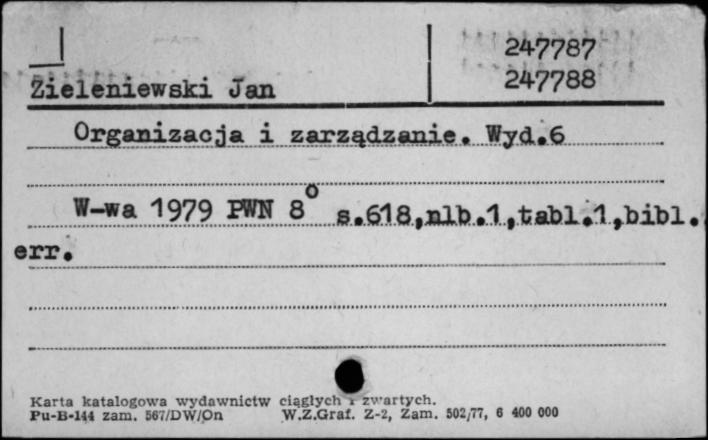 247787
247788
Zieleniewski Jan
Organizacja i zarządzanie. Wyd.6
W-wa 1979 PWN 8° s.618,nlb.1,tabl.1,bibl.
err.
Karta katalogowa wydawnictw ciągłych i zwartych.
Pu-B-144 zam. 567/DW/On W.Z.Graf. Z-2, Zam. 502/77, 6 400 000